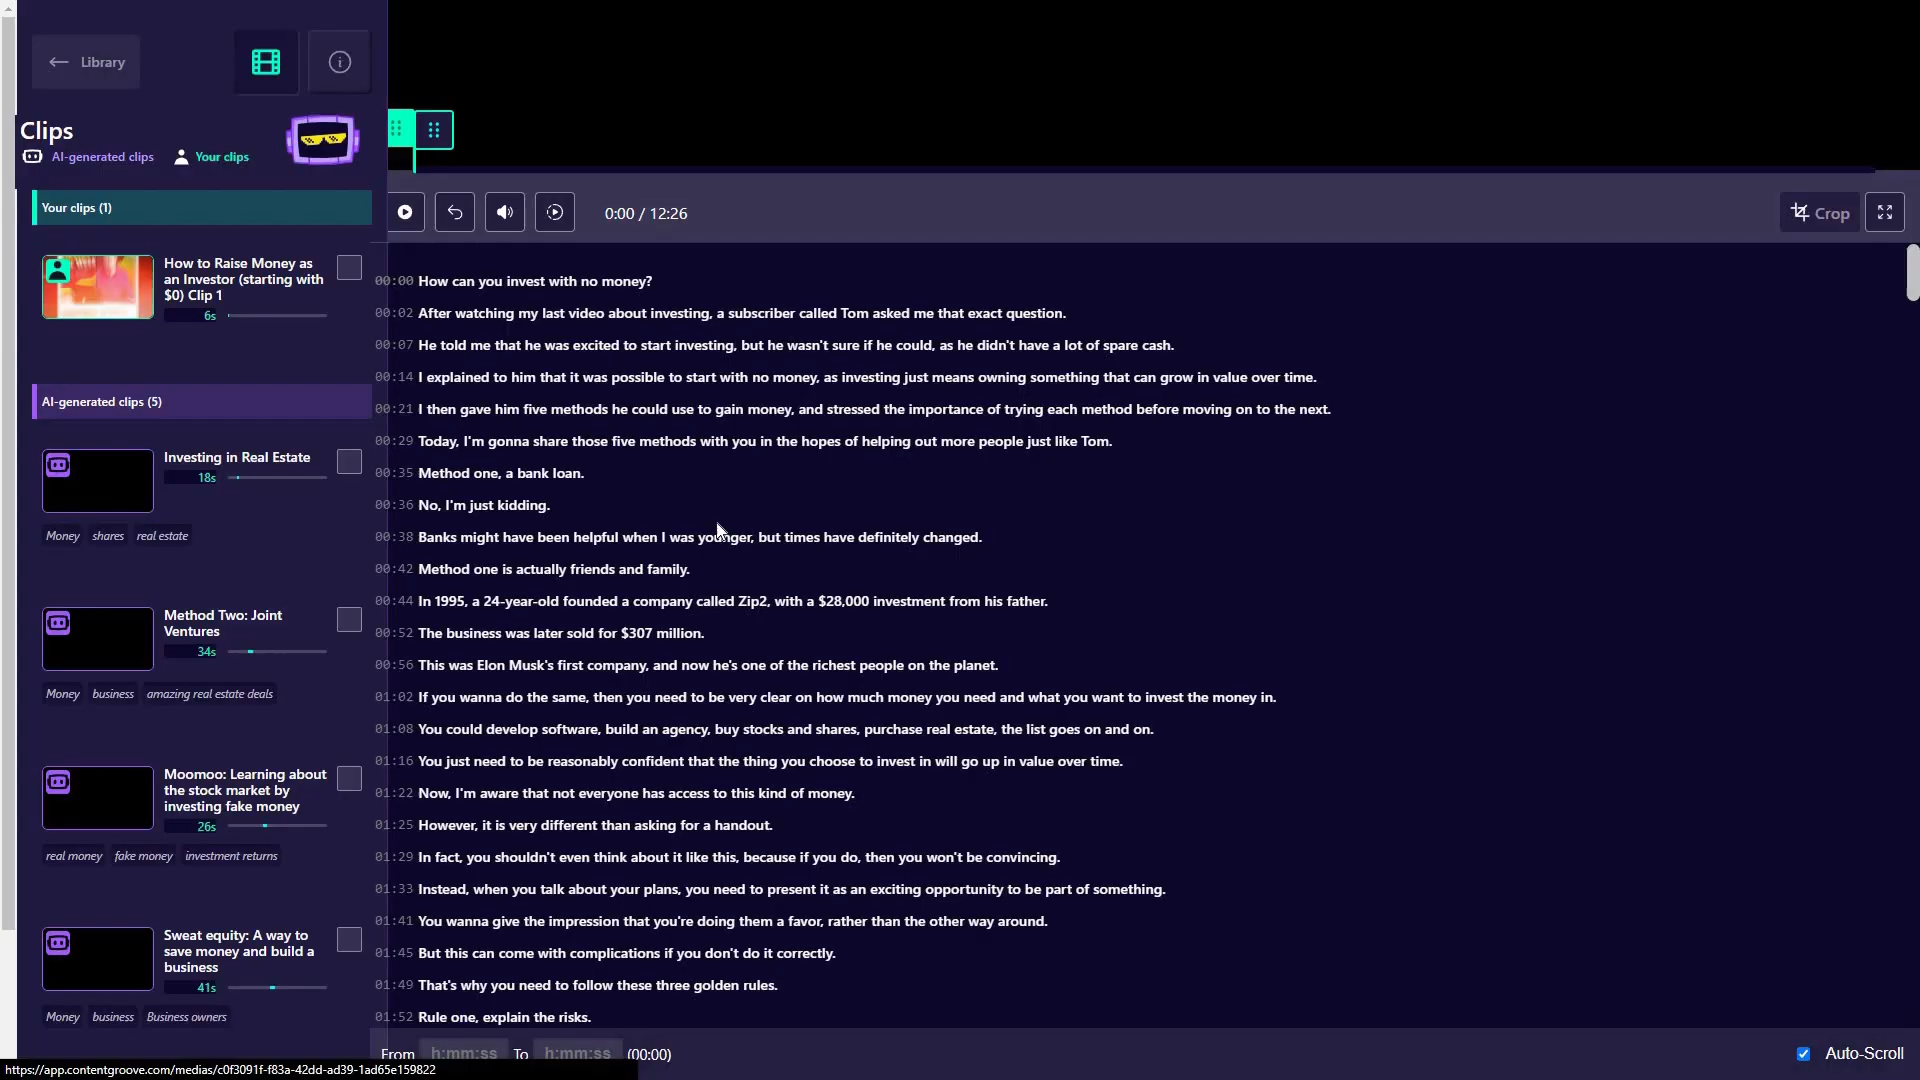 Library
Clips
AI-generated clips
Your clips
Your clips (1)
How to Raise Money as
an Investor (starting with
$0) Clip 1
6s
AI-generated clips (5)
Investing in Real Estate
18s
Money shares real estate
Method Two: Joint
Ventures
34s
Money business amazing real estate deals
Moomoo: Learning about
the stock market by
investing fake money
26s
real money fake money investment returns
Sweat equity: A way to
save money and build a
business
41s
Money business Business owners
0:00 / 12:26
Crop
00:00 How can you invest with no money?
00:02 After watching my last video about investing, a subscriber called Tom asked me that exact question.
00:07 He told me that he was excited to start investing, but he wasn't sure if he could, as he didn't have a lot of spare cash.
00:14 I explained to him that it was possible to start with no money, as investing just means owning something that can grow in value over time.
00:21 I then gave him five methods he could use to gain money, and stressed the importance of trying each method before moving on to the next.
00:29 Today, I'm gonna share those five methods with you in the hopes of helping out more people just like Tom.
00:35 Method one, a bank loan.
00:36 No, I'm just kidding.
00:38 Banks might have been helpful when I was younger, but times have definitely changed.
00:42 Method one is actually friends and family.
00:44 In 1995, a 24-year-old founded a company called Zip2, with a $28,000 investment from his father.
00:52 The business was later sold for $307 million.
00:56 This was Elon Musk's first company, and now he's one of the richest people on the planet.
01:02 If you wanna do the same, then you need to be very clear on how much money you need and what you want to invest the money in.
01:08 You could develop software, build an agency, buy stocks and shares, purchase real estate, the list goes on and on.
01:16 You just need to be reasonably confident that the thing you choose to invest in will go up in value over time.
01:22 Now, I'm aware that not everyone has access to this kind of money.
01:25 However, it is very different than asking for a handout.
01:29 In fact, you shouldn't even think about it like this, because if you do, then you won't be convincing.
01:33 Instead, when you talk about your plans, you need to present it as an exciting opportunity to be part of something.
01:41 You wanna give the impression that you're doing them a favor, rather than the other way around.
01:45 But this can come with complications if you don't do it correctly.
01:49 That's why you need to follow these three golden rules.
01:52 Rule one, explain the risks.
From h:mm:ss To h:mm:ss (00:00)
Auto-Scroll
https://app.contentgroove.com/medias/c0f3091f-f83a-42dd-ad39-1ad65e159822